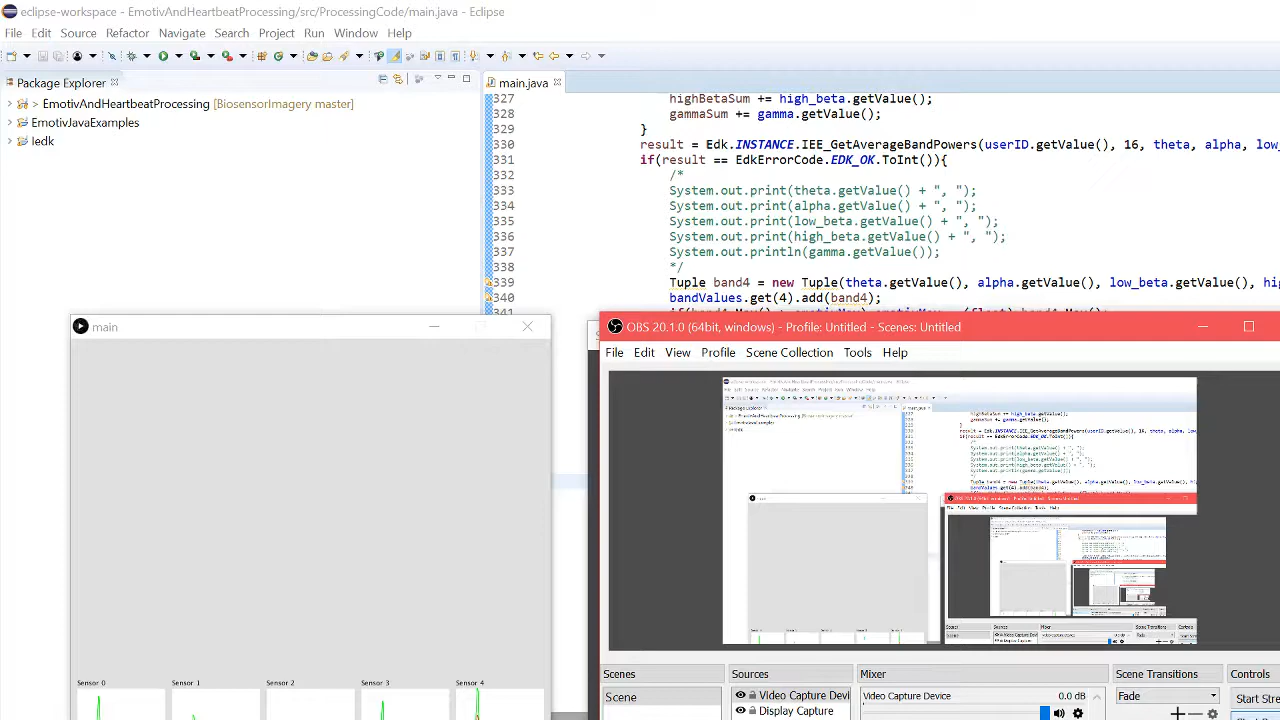 eclipse-workspace - EmotivAndHeartbeatProcessing/src/ProcessingCode/main.java - Eclipse
File Edit Source Refactor Navigate Search Project Run Window Help
Package Explorer
main.java
> EmotivAndHeartbeatProcessing [BiosensorImagery master]
EmotivJavaExamples
Iedk
327 highBetaSum += high_beta.getValue();
328 gammaSum += gamma.getValue();
329 }
330 result = Edk.INSTANCE.IEE_GetAverageBandPowers(userID.getValue(), 16, theta, alpha, low_
331 if(result == EdkErrorCode.EDK_OK.ToInt()){
332 /*
333 System.out.print(theta.getValue() + ", ");
334 System.out.print(alpha.getValue() + ", ");
335 System.out.print(low_beta.getValue() + ", ");
336 System.out.print(high_beta.getValue() + ", ");
337 System.out.println(gamma.getValue());
338 */
339 Tuple band4 = new Tuple(theta.getValue(), alpha.getValue(), low_beta.getValue(),
340 bandValues.get(4).add(band4);
341
main
Sensor 0 Sensor 1 Sensor 2 Sensor 3 Sensor 4
OBS 20.1.0 (64bit, windows) - Profile: Untitled - Scenes: Untitled
File Edit View Profile Scene Collection Tools Help
Scenes Sources Mixer Scene Transitions Controls
Scene
Video Capture Devi
Display Capture
Video Capture Device 0.0 dB
Fade
Start Stre